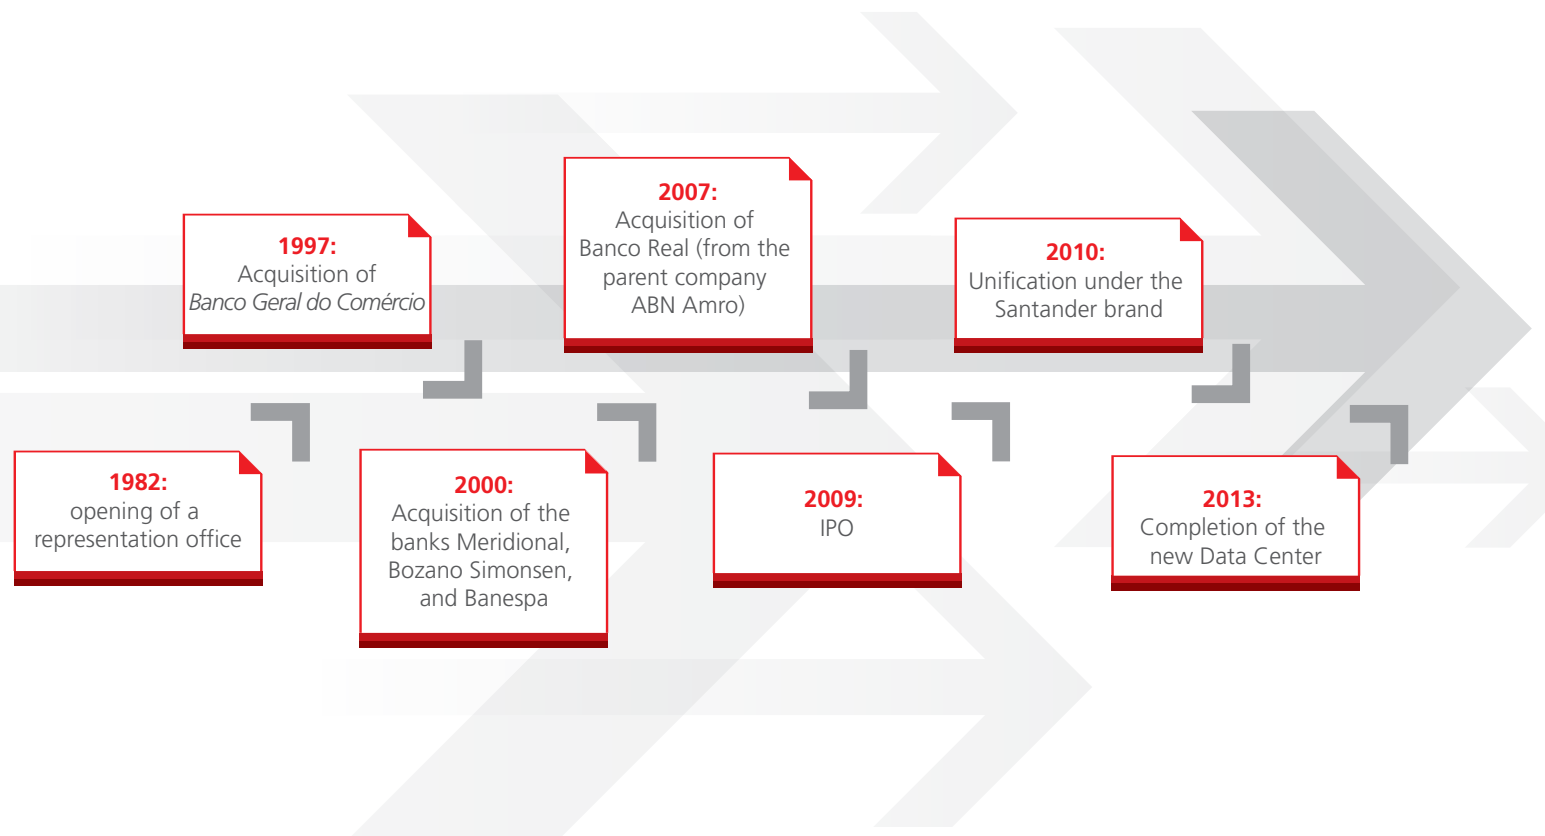 1982:
opening of a
representation office
1997:
Acquisition of
Banco Geral do Comércio
2000:
Acquisition of the
banks Meridional,
Bozano Simonsen,
and Banespa
2007:
Acquisition of
Banco Real (from the
parent company
ABN Amro)
2009:
IPO
2010:
Unification under the
Santander brand
2013:
Completion of the
new Data Center